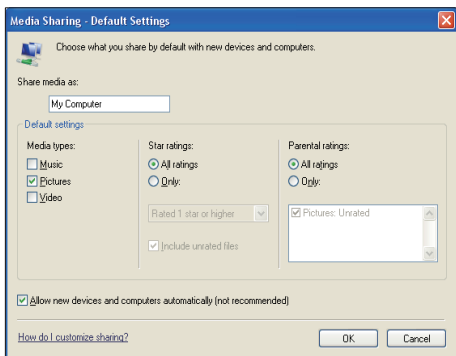 Media Sharing - Default Settings
Choose what you share by default with new devices and computers.
Share media as:
My Computer
Default settings
Media types:
Music
Pictures
Video
Star ratings:
All ratings
Only:
Rated 1 star or higher
Include unrated files
Parental ratings:
All ratings
Only:
Pictures: Unrated
Allow new devices and computers automatically (not recommended)
How do I customize sharing?
OK
Cancel